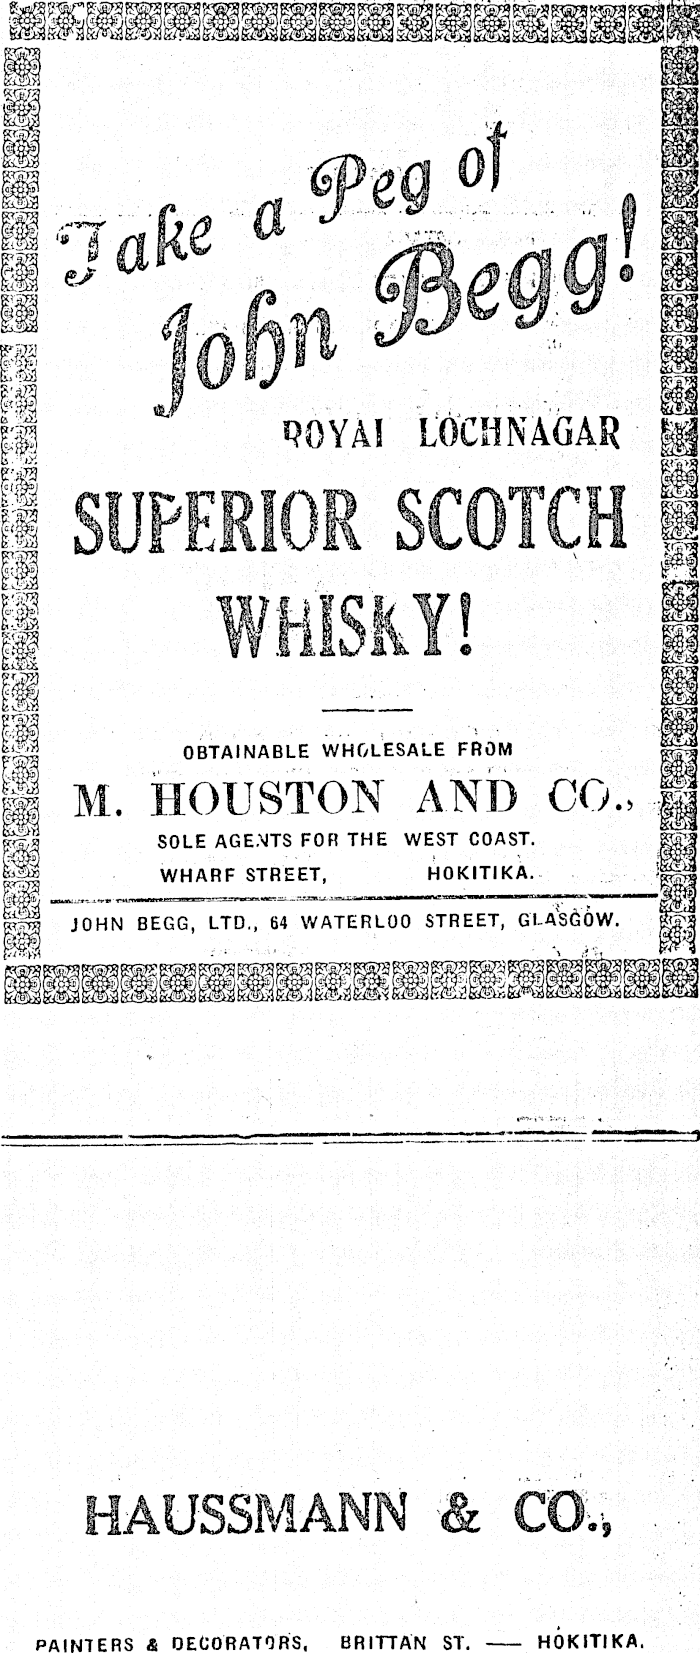 Take a Peg of
John Begg!
ROYAL LOCHNAGAR
SUPERIOR SCOTCH
WHISKY!
OBTAINABLE WHOLESALE FROM
M. HOUSTON AND CO.,
SOLE AGENTS FOR THE WEST COAST.
WHARF STREET, HOKITIKA.
JOHN BEGG, LTD., 64 WATERLOO STREET, GLASGOW.
HAUSSMANN & CO.,
PAINTERS & DECORATORS, BRITTAN ST. — HOKITIKA.